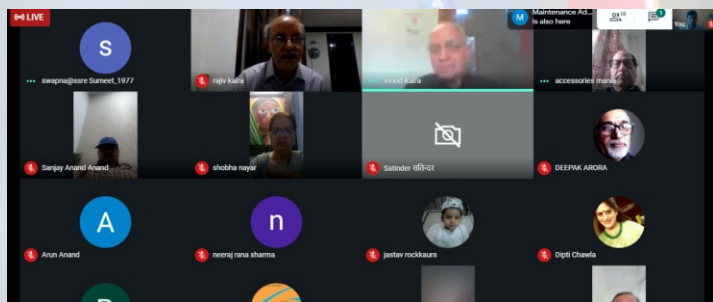 LIVE
M
Maintenance Ad...
is also here
18
You
s
swapna@ssre Sumeet_1977
rajiv kalra
Vinod Kalra
accessories mania
Sanjay Anand Anand
shobha nayar
Satinder सतिन्दर
DEEPAK ARORA
A
n
Arun Anand
neeraj rana sharma
jastav rockkaurs
Dipti Chawla